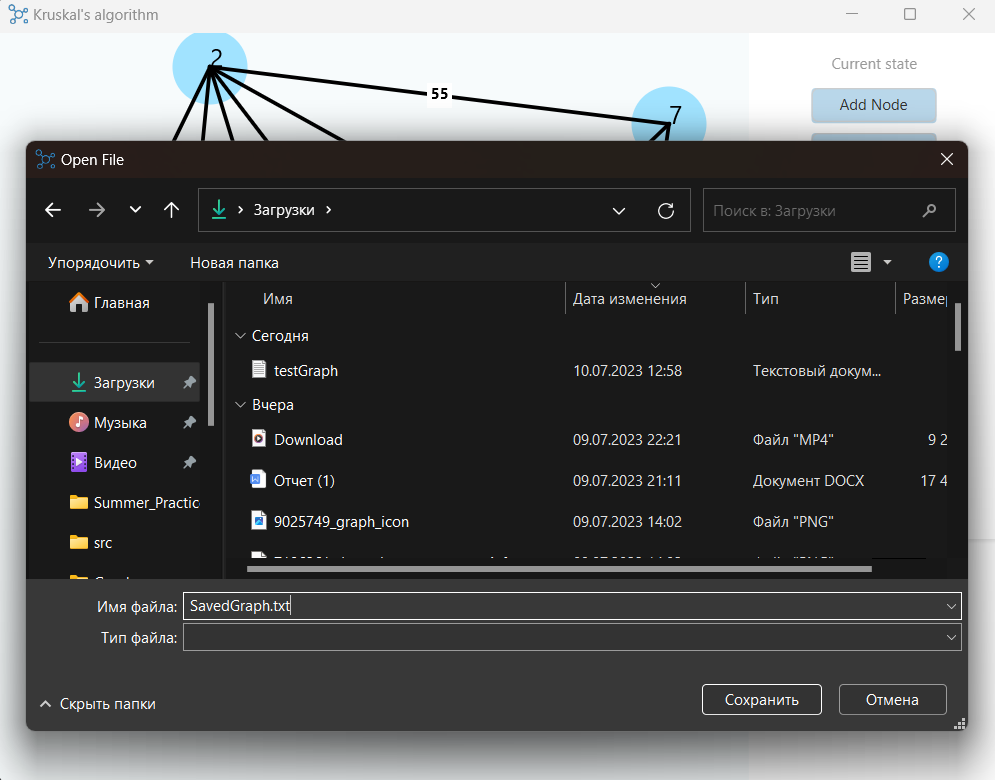 Kruskal's algorithm
2
55
7
Current state
Add Node
Open File
Загрузки
Поиск в: Загрузки
Упорядочить
Новая папка
?
Главная
Загрузки
Музыка
Видео
Summer_Practic
src
Имя
Дата изменения
Тип
Размер
Сегодня
testGraph 10.07.2023 12:58 Текстовый докум...
Вчера
Download 09.07.2023 22:21 Файл "MP4" 9 2
Отчет (1) 09.07.2023 21:11 Документ DOCX 17 4
9025749_graph_icon 09.07.2023 14:02 Файл "PNG"
Имя файла: SavedGraph.txt
Тип файла:
Скрыть папки
Сохранить
Отмена